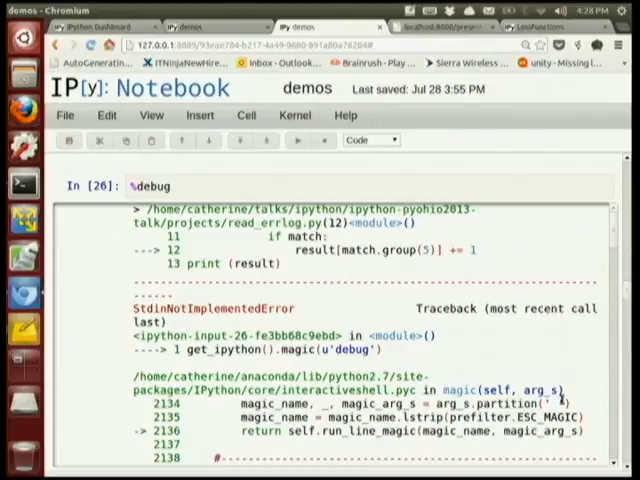 demos - Chromium
4:28 PM
IPython Dashboard
demos
demos
localhost:8000/present
LossFunctions
127.0.0.1:8889/93eae784-b217-4a49-9680-891a80a76284#
AutoGenerating
ITNinjaNewHire...
Inbox - Outlook...
Brainrush - Play ...
Sierra Wireless ...
unity - Missing l
IP[y]: Notebook
demos
Last saved: Jul 28 3:55 PM
File Edit View Insert Cell Kernel Help
Code
In [26]: %debug
> /home/catherine/talks/ipython/ipython-pyohio2013-
talk/projects/read_errlog.py(12)<module>()
11 if match:
---> 12 result[match.group(5)] += 1
13 print (result)
---------------------------------------------------------------------
------
StdinNotImplementedError Traceback (most recent call
last)
<ipython-input-26-fe3bb68c9ebd> in <module>()
----> 1 get_ipython().magic(u'debug')
/home/catherine/anaconda/lib/python2.7/site-
packages/IPython/core/interactiveshell.pyc in magic(self, arg_s)
2134 magic_name, _, magic_arg_s = arg_s.partition(' ')
2135 magic_name = magic_name.lstrip(prefilter.ESC_MAGIC)
-> 2136 return self.run_line_magic(magic_name, magic_arg_s)
2137
2138 #-------------------------------------------------